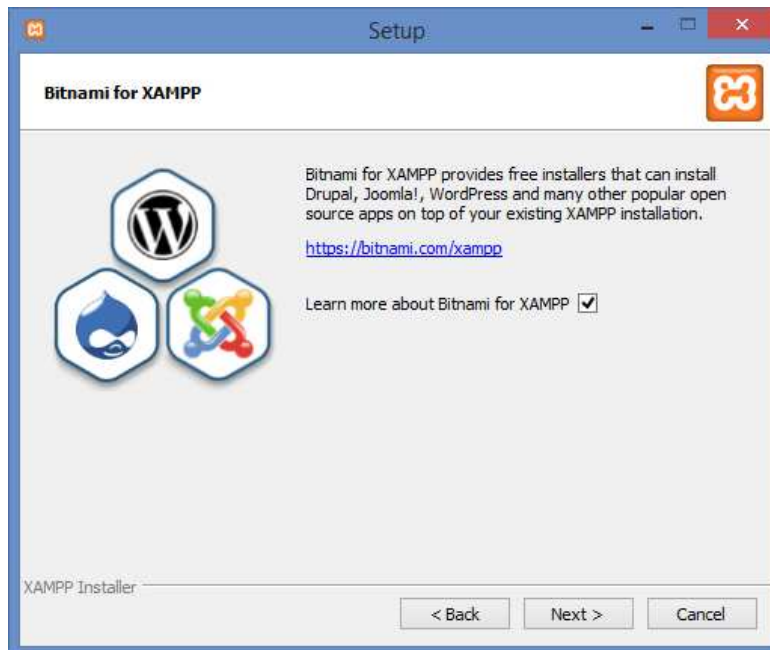 Setup
Bitnami for XAMPP
Bitnami for XAMPP provides free installers that can install
Drupal, Joomla!, WordPress and many other popular open
source apps on top of your existing XAMPP installation.
https://bitnami.com/xampp
Learn more about Bitnami for XAMPP
XAMPP Installer
< Back
Next >
Cancel